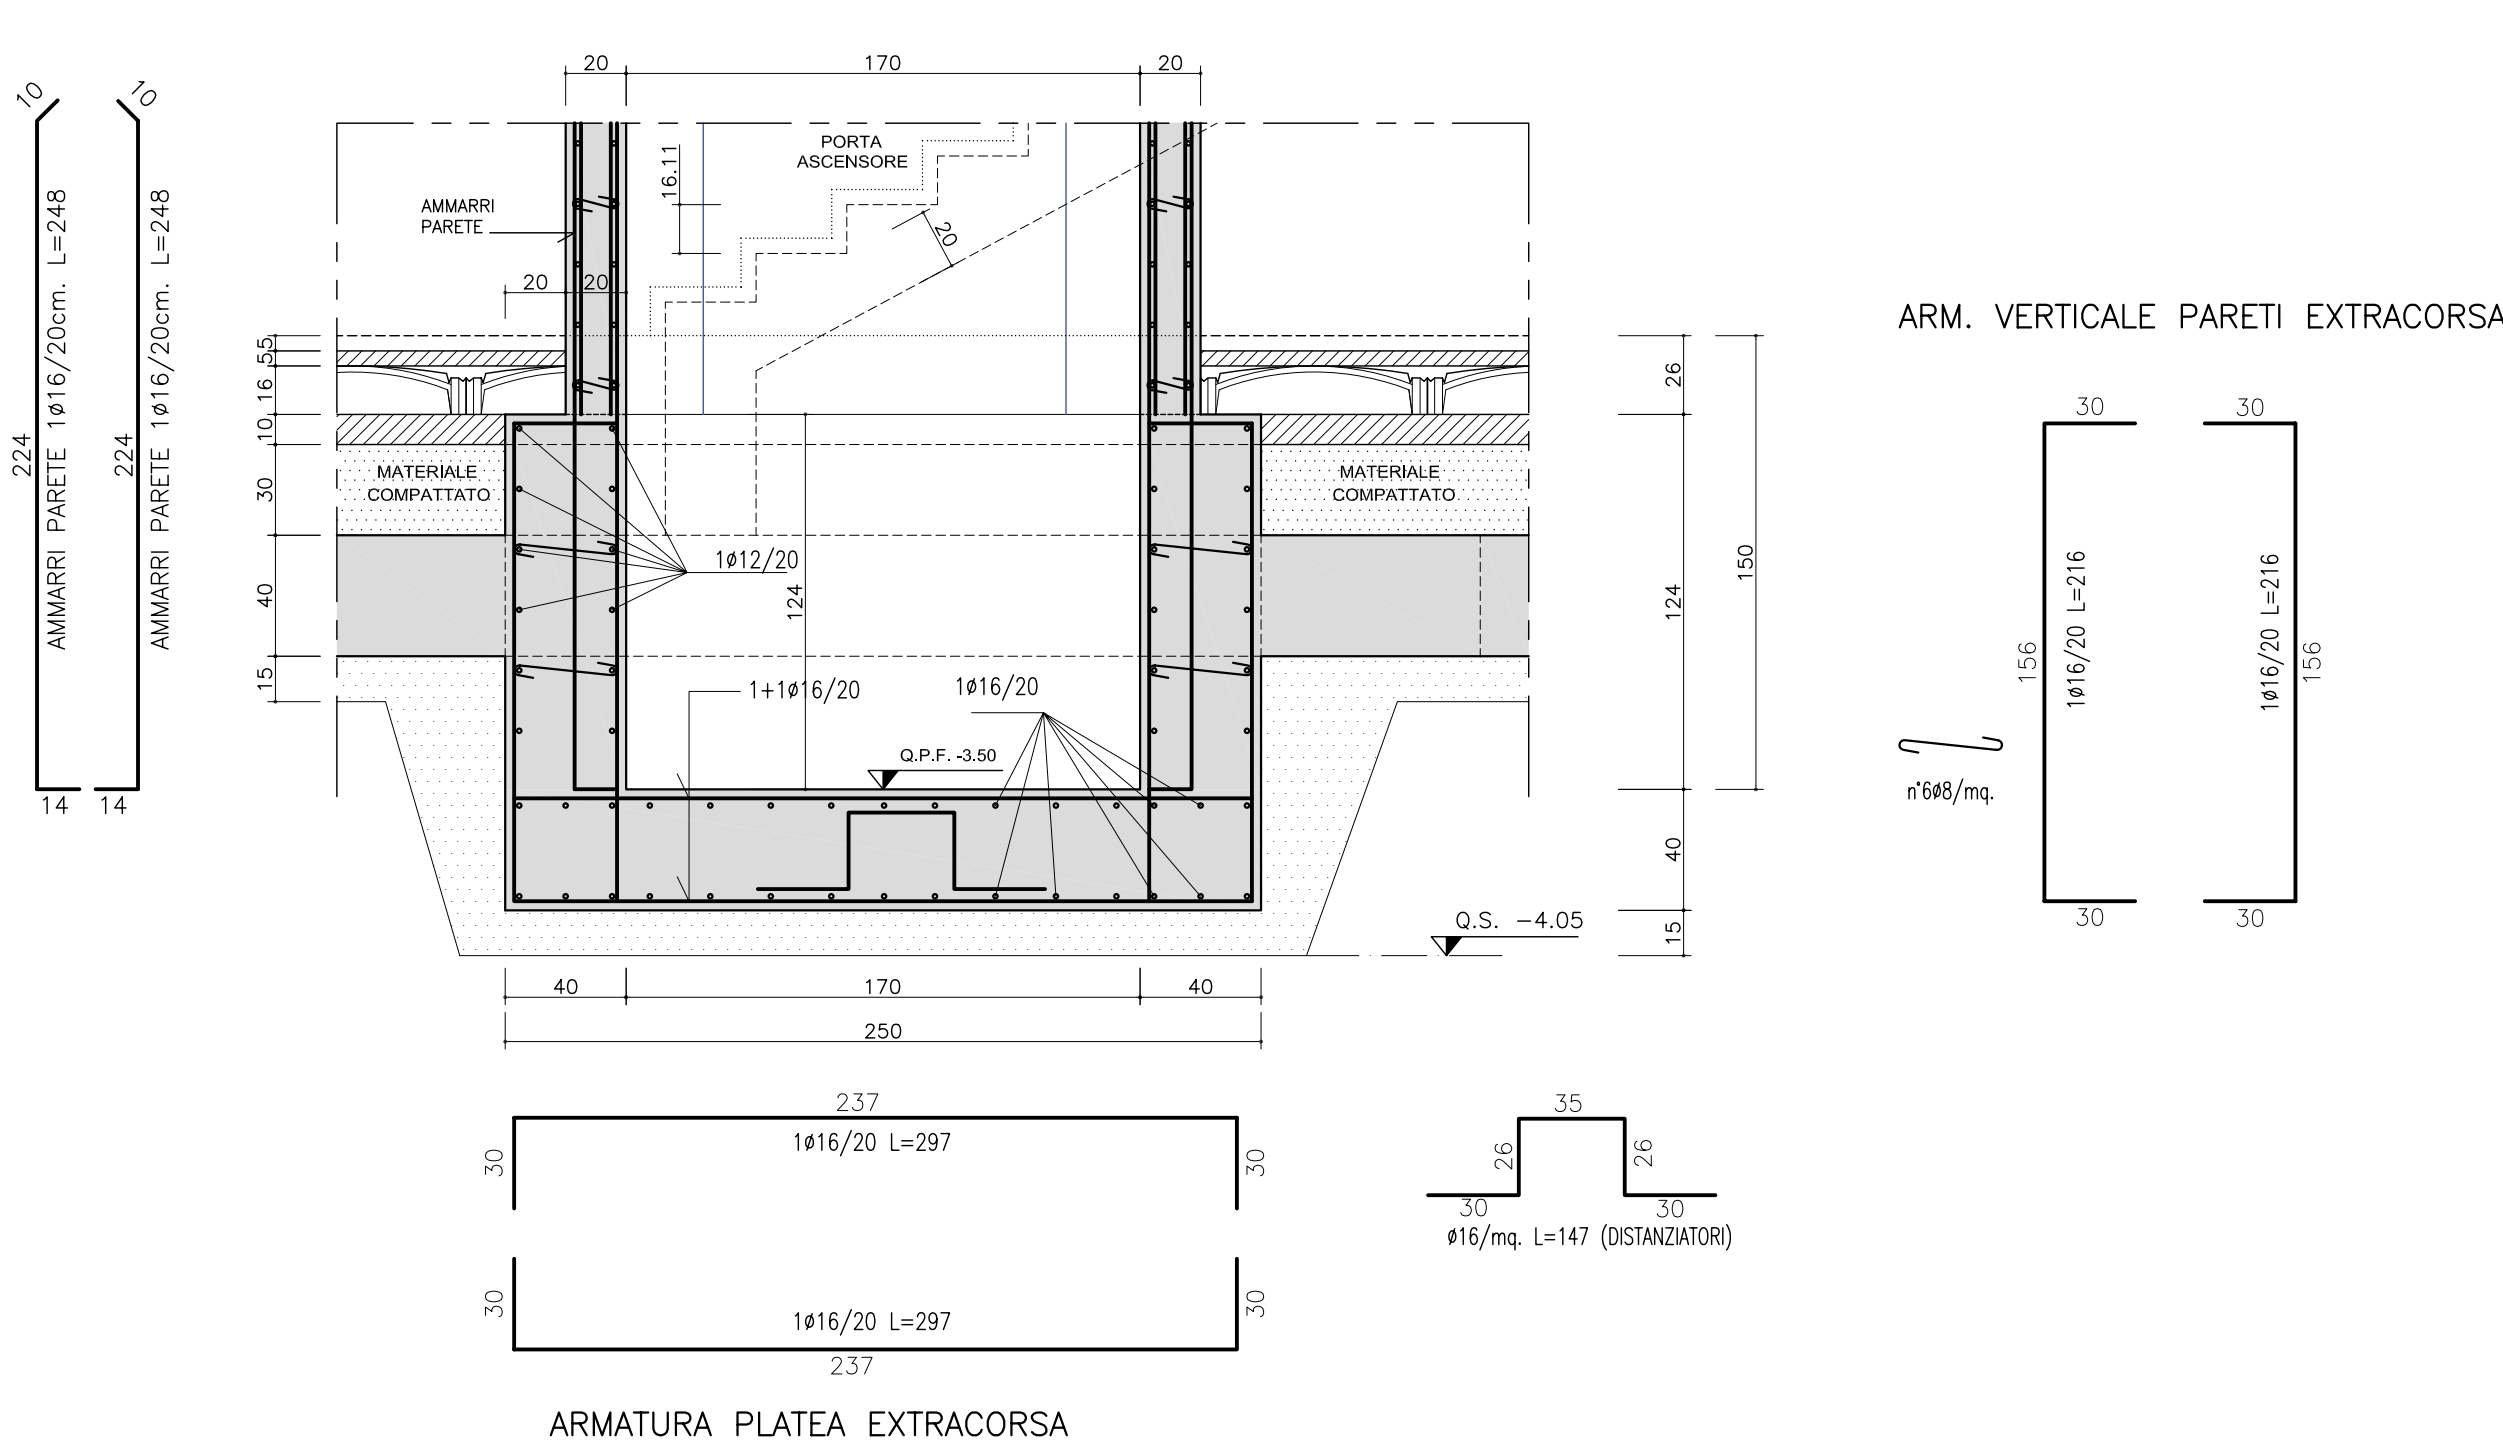 20
170
20
10
10
PORTA
ASCENSORE
16.11
AMMARRI
PARETE
20
20
20
224
AMMARRI PARETE 1ø16/20cm. L=248
224
AMMARRI PARETE 1ø16/20cm. L=248
14
14
5
5
16
10
30
40
15
MATERIALE
COMPATTATO
MATERIALE
COMPATTATO
1ø12/20
124
1+1ø16/20
1ø16/20
Q.P.F. -3.50
26
124
150
40
15
Q.S. -4.05
40
170
40
250
ARM. VERTICALE PARETI EXTRACORSA
30
30
156
1ø16/20 L=216
1ø16/20 L=216
156
30
30
n°6ø8/mq.
237
1ø16/20 L=297
30
30
30
30
1ø16/20 L=297
237
35
26
26
30
30
ø16/mq. L=147 (DISTANZIATORI)
ARMATURA PLATEA EXTRACORSA